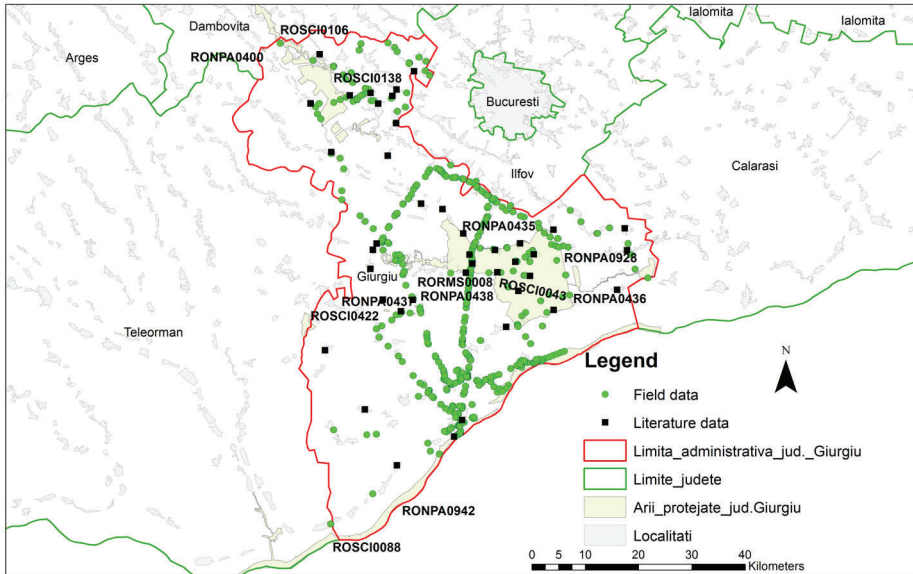 Dambovita
ROSCI0106
Ialomita
Ialomita
Arges
RONPA0400
ROSCI0138
Bucuresti
Ilfov
Calarasi
RONPA0435
RONPA0928
Giurgiu
RORMS0008
ROSCI0043
RONPA0431
RONPA0438
RONPA0436
ROSCI0422
Teleorman
Legend
N
Field data
Literature data
Limita_administrativa_jud._Giurgiu
Limite_judete
Arii_protejate_jud.Giurgiu
Localitati
RONPA0942
ROSCI0088
0 5 10 20 30 40
Kilometers